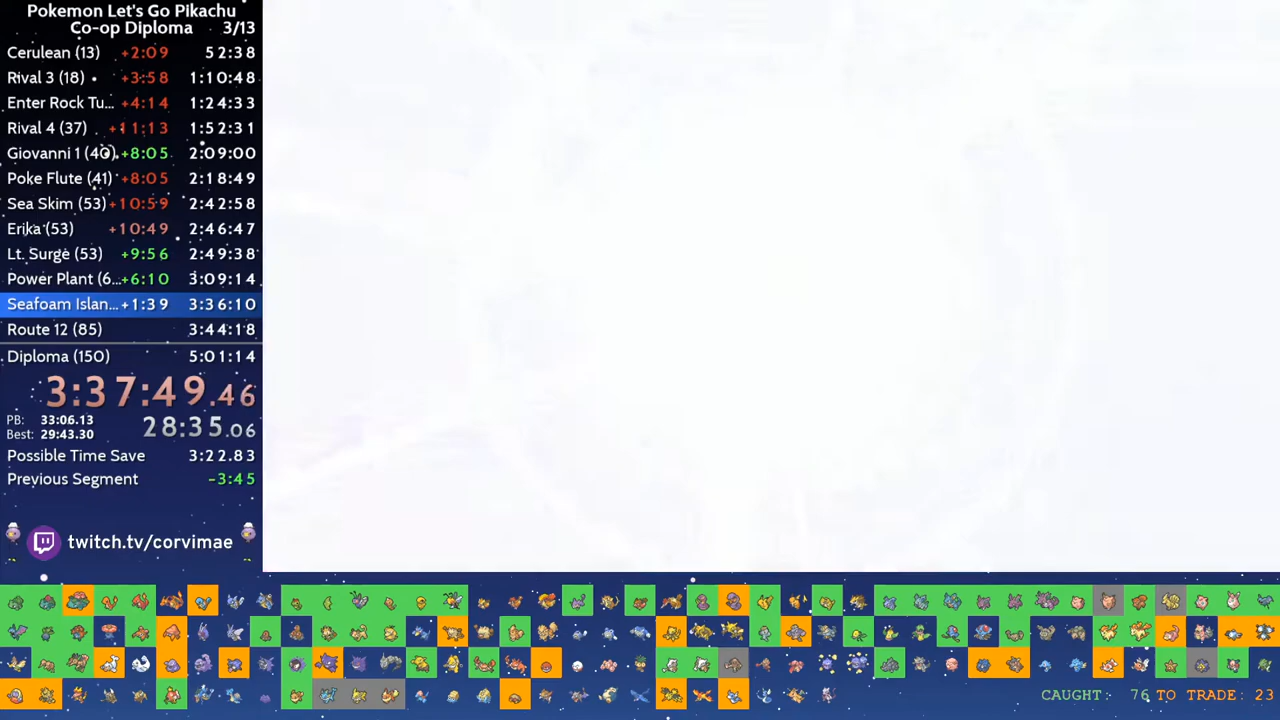 Pokemon Let's Go Pikachu
Co-op Diploma 3/13
Cerulean (13) +2:09 52:38
Rival 3 (18) +3:58 1:10:48
Enter Rock Tu... +4:14 1:24:33
Rival 4 (37) +11:13 1:52:31
Giovanni 1 (40) +8:05 2:09:00
Poke Flute (41) +8:05 2:18:49
Sea Skim (53) +10:59 2:42:58
Erika (53) +10:49 2:46:47
Lt. Surge (53) +9:56 2:49:38
Power Plant (6... +6:10 3:09:14
Seafoam Islan... +1:39 3:36:10
Route 12 (85) 3:44:18
Diploma (150) 5:01:14
3:37:49.46
PB: 33:06.13
Best: 29:43.30 28:35.06
Possible Time Save 3:22.83
Previous Segment -3:45
twitch.tv/corvimae
CAUGHT: 76 TO TRADE: 23